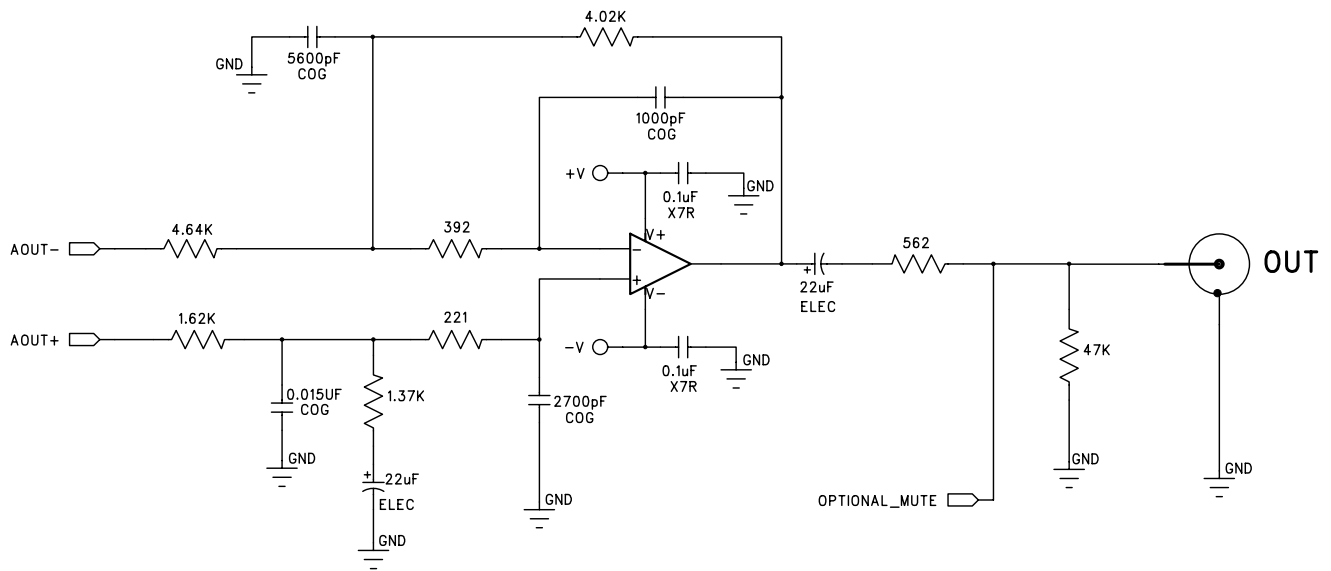 4.02K
GND
5600pF
COG
1000pF
COG
+V
GND
0.1uF
X7R
4.64K
392
V+
AOUT-
-
562
OUT
+
22uF
ELEC
+
V-
1.62K
221
AOUT+
-V
GND
0.1uF
X7R
47K
0.015UF
COG
1.37K
2700pF
COG
GND
GND
GND
+
22uF
ELEC
GND
OPTIONAL_MUTE
GND